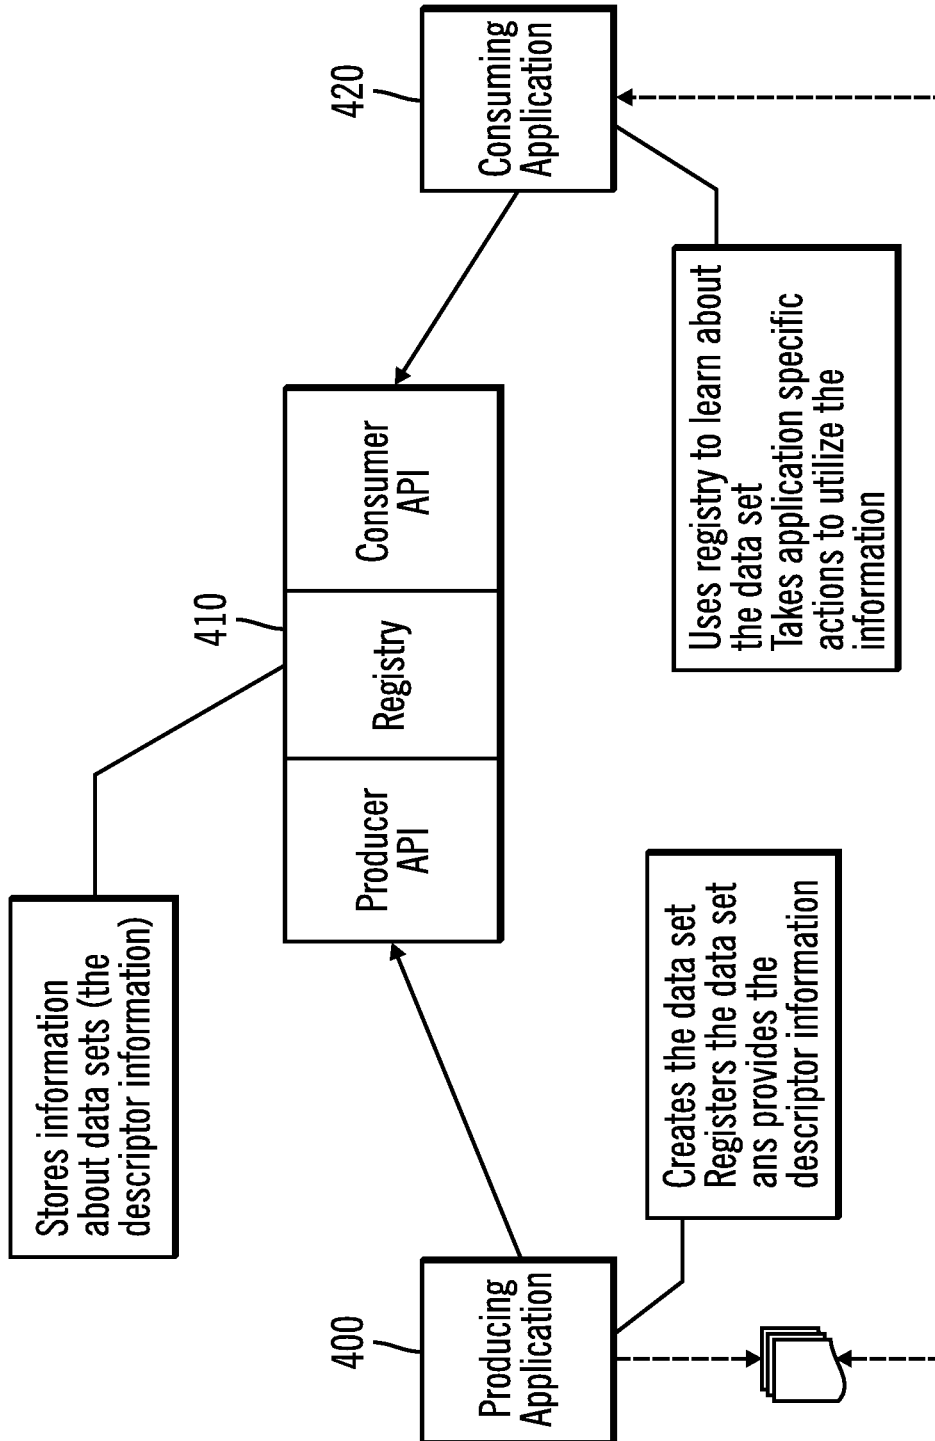 Stores information
about data sets (the
descriptor information)
410
Producer
API
Registry
Consumer
API
400
Producing
Application
420
Consuming
Application
Creates the data set
Registers the data set
ans provides the
descriptor information
Uses registry to learn about
the data set
Takes application specific
actions to utilize the
information